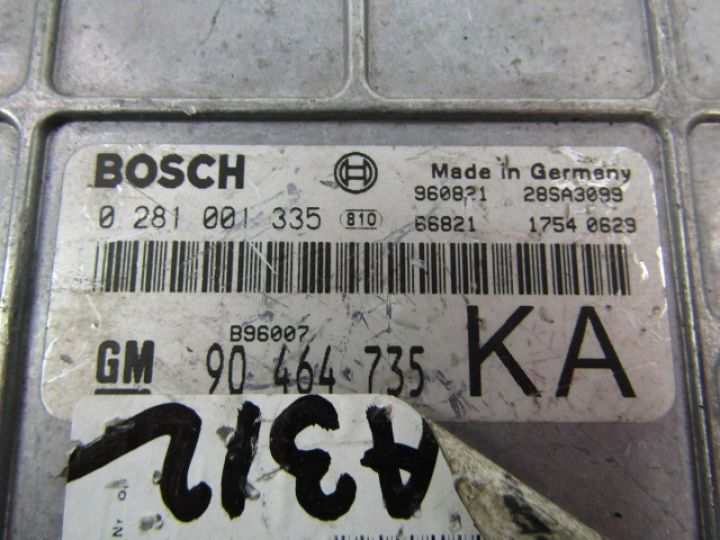 BOSCH Made in Germany
960821 28SA3099
0 281 001 335 810 66821 1754 0629
B96007
GM 90 464 735 KA
A312
Nr